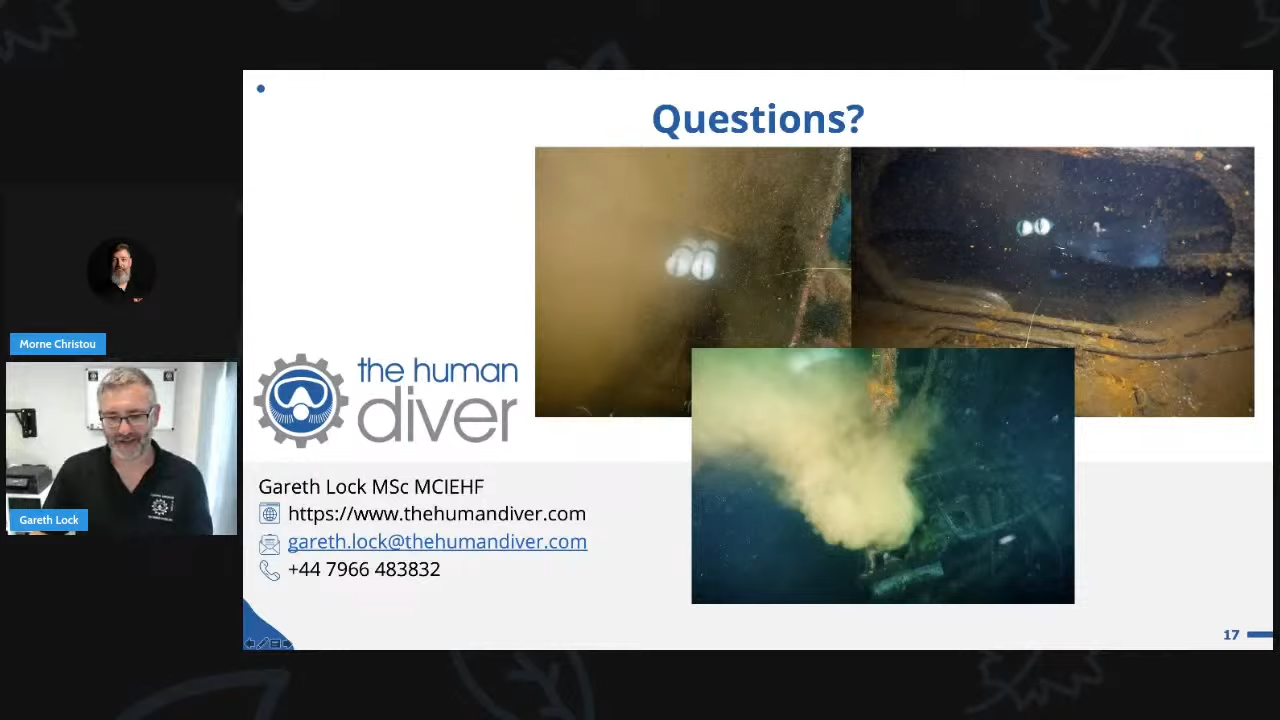 Questions?
Morne Christou
Gareth Lock
the human
diver
Gareth Lock MSc MCIEHF
https://www.thehumandiver.com
gareth.lock@thehumandiver.com
+44 7966 483832
17